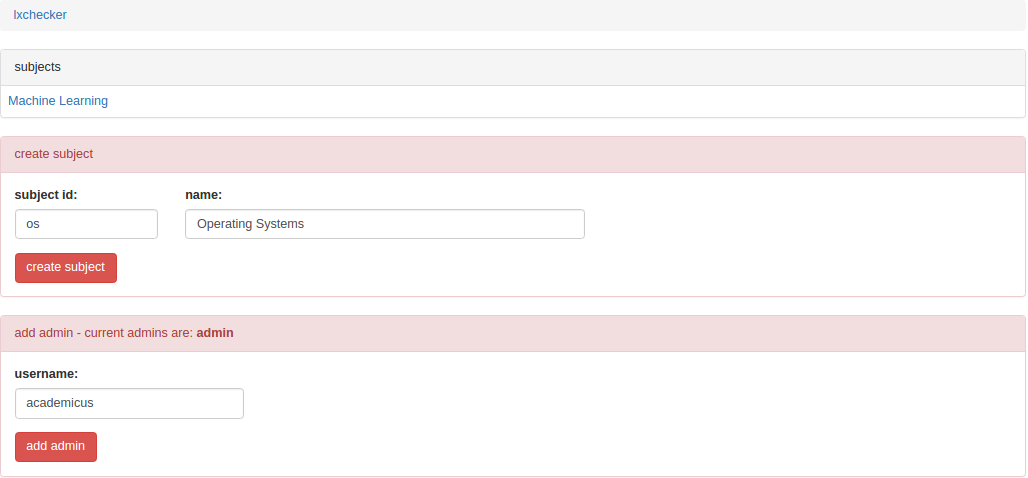 lxchecker
subjects
Machine Learning
create subject
subject id: name:
os Operating Systems
create subject
add admin - current admins are: admin
username:
academicus
add admin